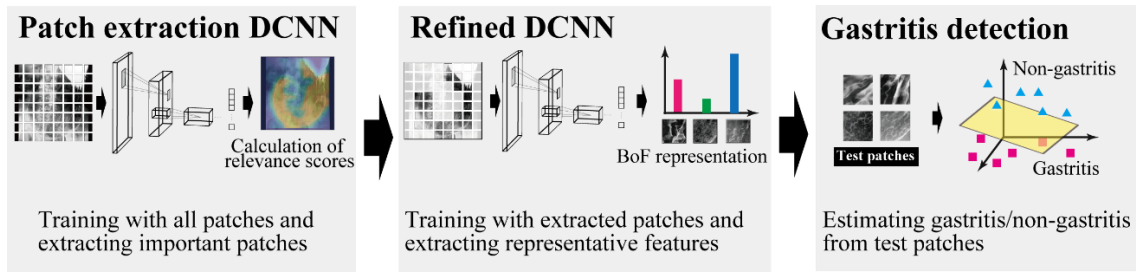 Patch extraction DCNN
Calculation of
relevance scores
Training with all patches and
extracting important patches
Refined DCNN
BoF representation
Training with extracted patches and
extracting representative features
Gastritis detection
Non-gastritis
Test patches
Gastritis
Estimating gastritis/non-gastritis
from test patches